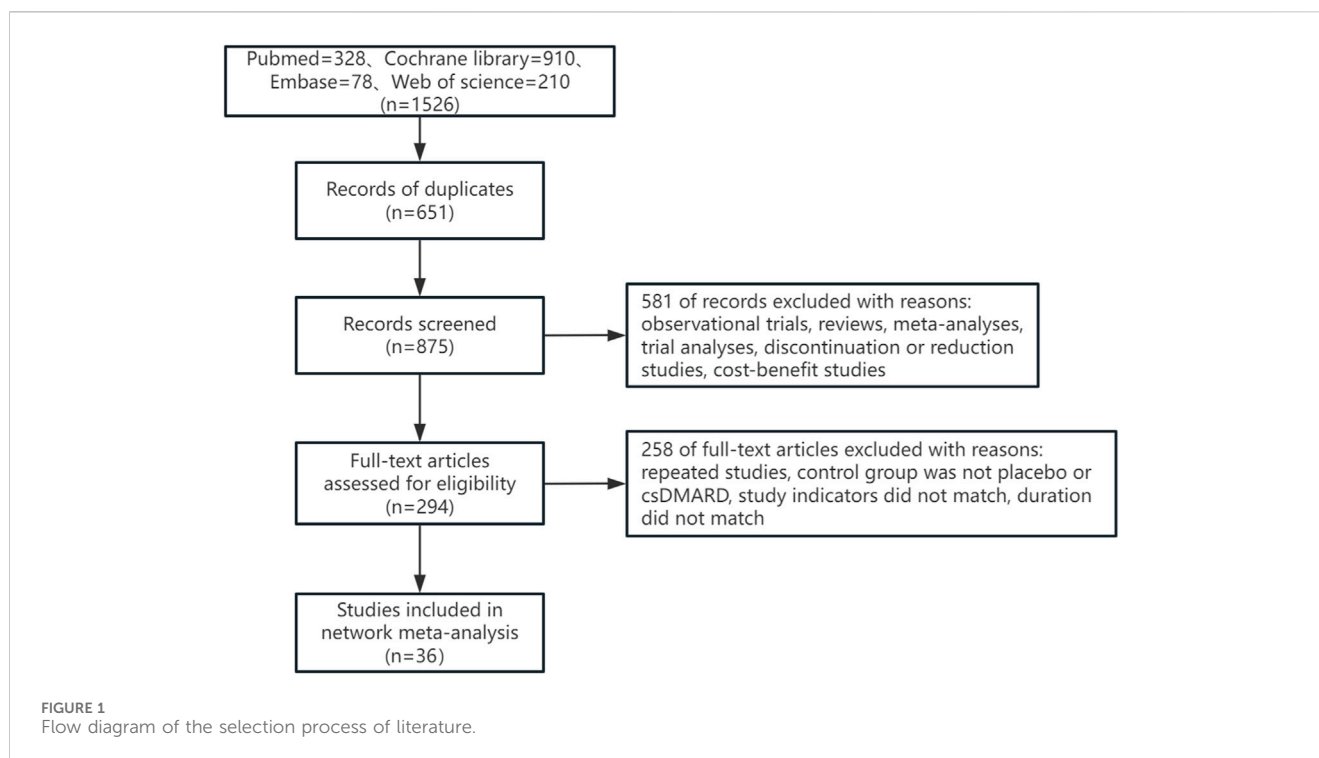 Pubmed=328、Cochrane library=910、
Embase=78、Web of science=210
(n=1526)
Records of duplicates
(n=651)
Records screened
(n=875)
581 of records excluded with reasons:
observational trials, reviews, meta-analyses,
trial analyses, discontinuation or reduction
studies, cost-benefit studies
Full-text articles
assessed for eligibility
(n=294)
258 of full-text articles excluded with reasons:
repeated studies, control group was not placebo or
csDMARD, study indicators did not match, duration
did not match
Studies included in
network meta-analysis
(n=36)
FIGURE 1
Flow diagram of the selection process of literature.